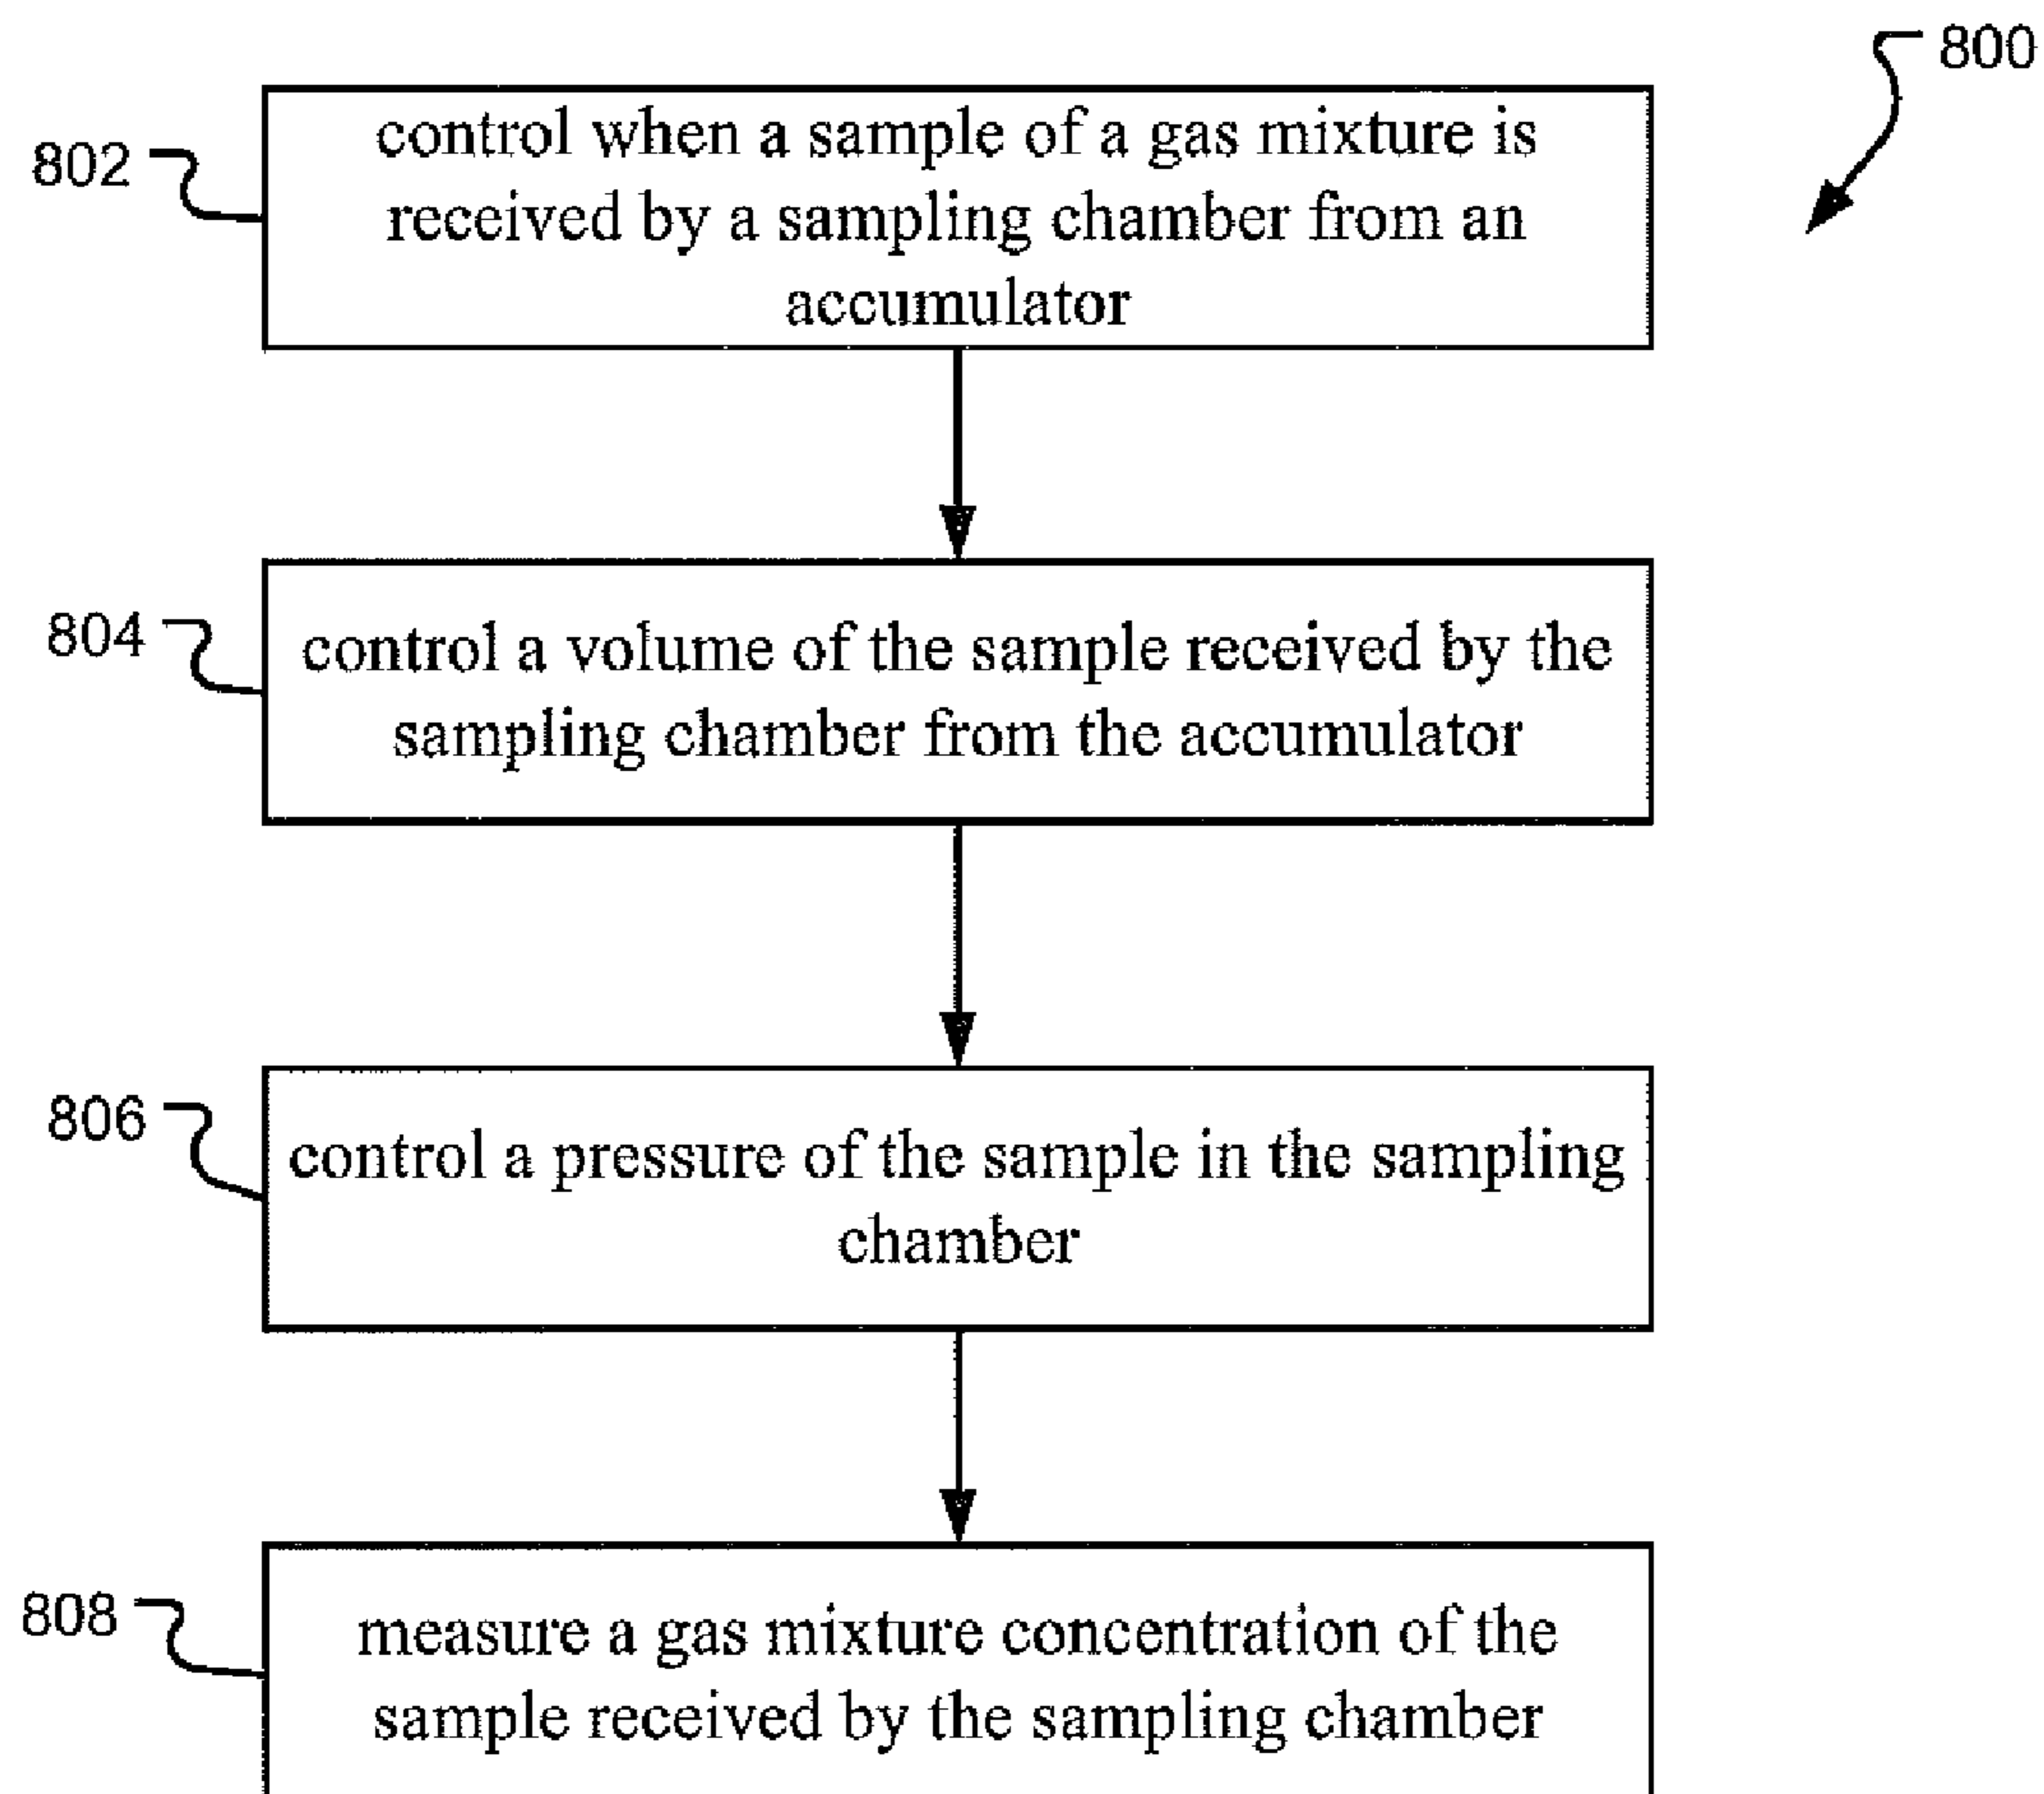 800
802
control when a sample of a gas mixture is
received by a sampling chamber from an
accumulator
804
control a volume of the sample received by the
sampling chamber from the accumulator
806
control a pressure of the sample in the sampling
chamber
808
measure a gas mixture concentration of the
sample received by the sampling chamber